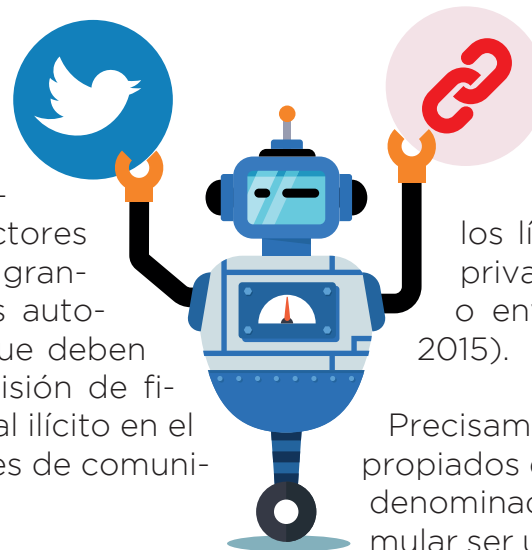 -
ctores
gran-
s auto-
ue deben
isión de fi-
al ilícito en el
es de comuni-
los lí
priva
o en
2015).
Precisam
propiados
denominad
mular ser u